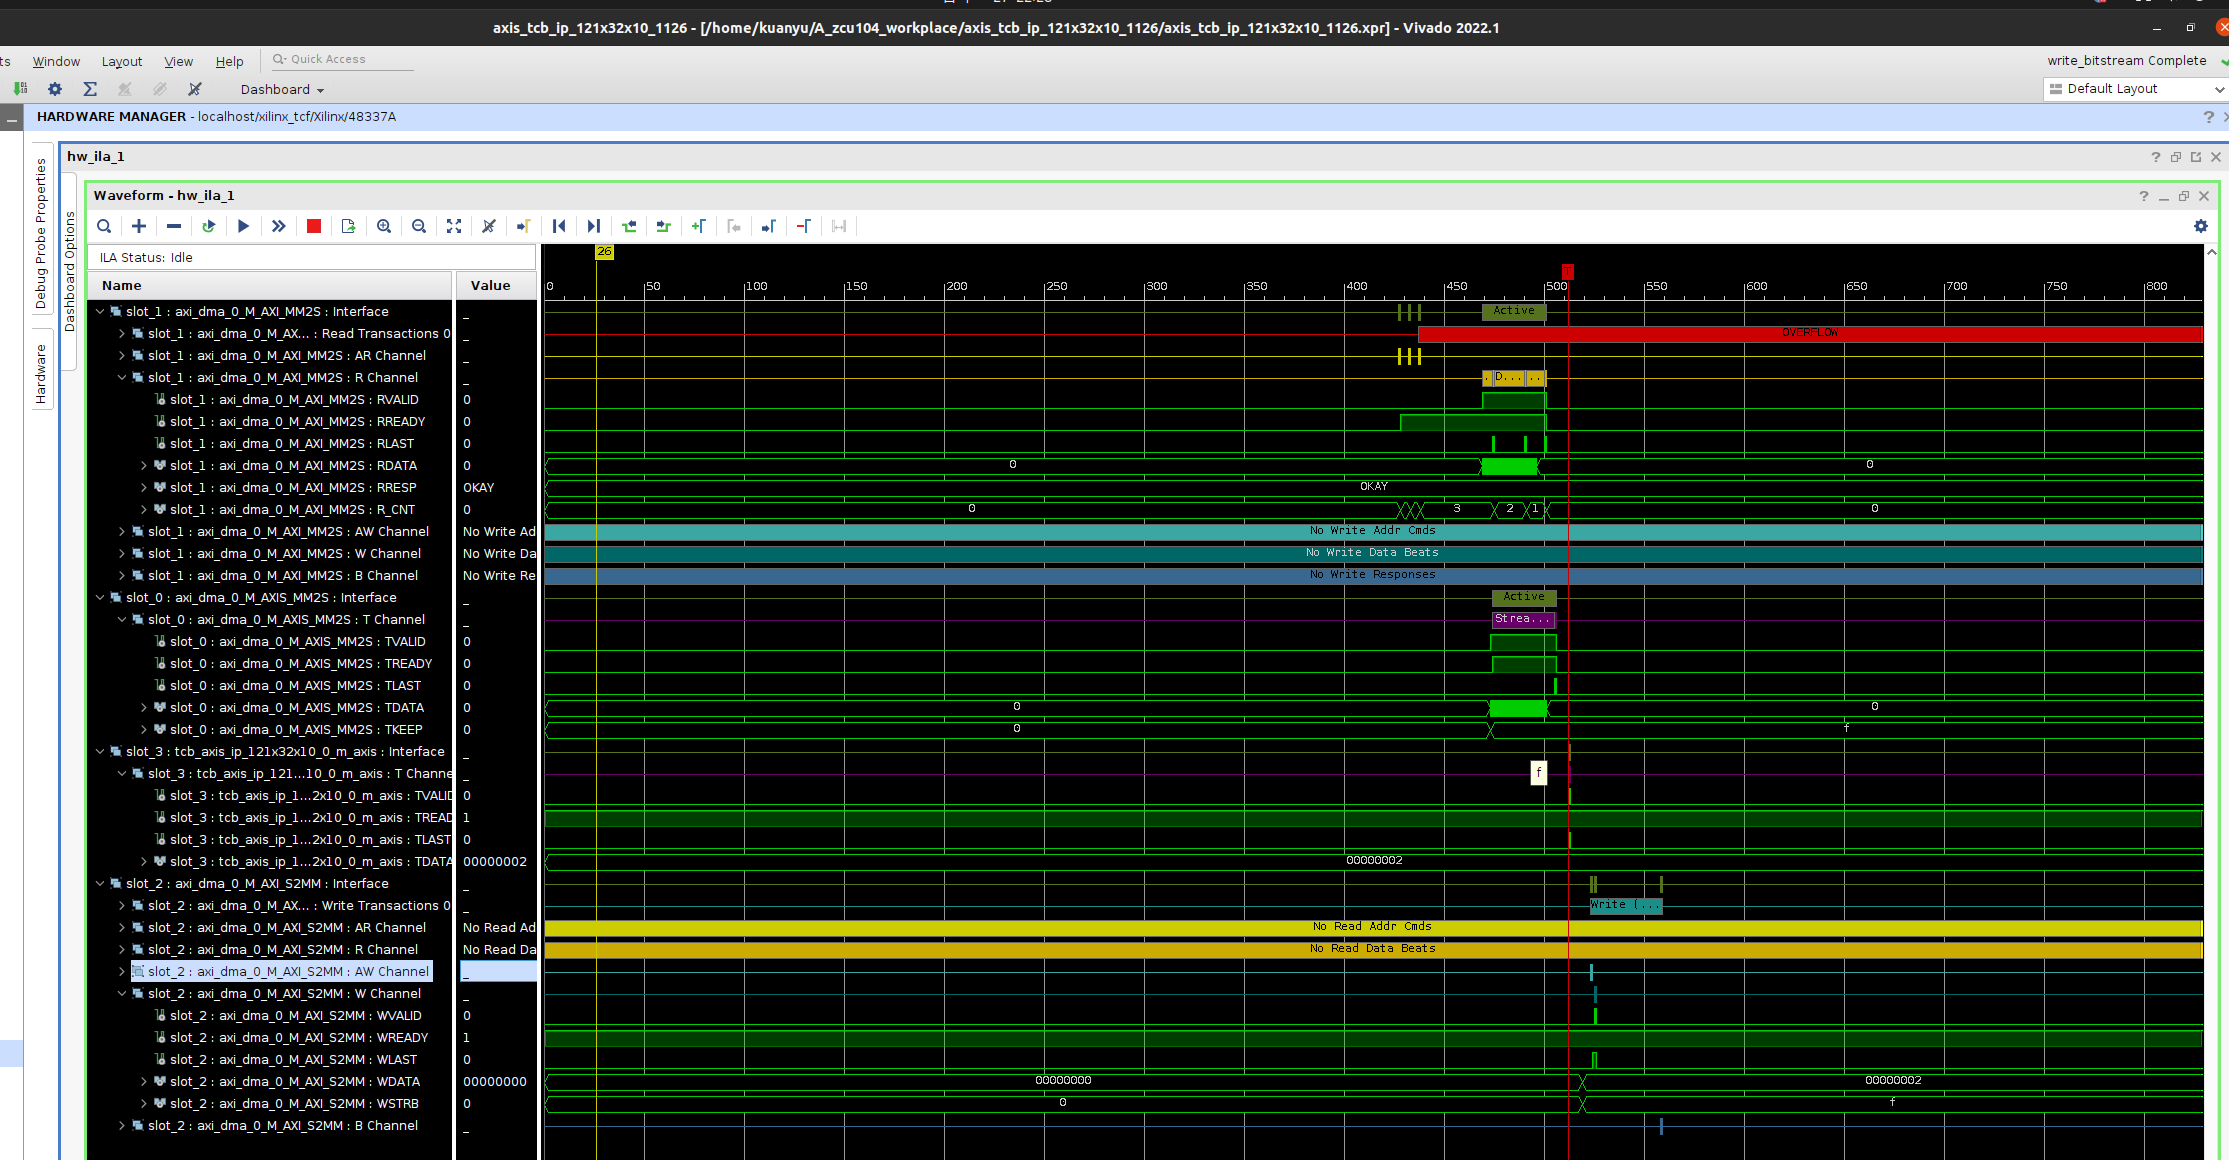 axis_tcb_ip_121x32x10_1126 - [/home/kuanyu/A_zcu104_workplace/axis_tcb_ip_121x32x10_1126/axis_tcb_ip_121x32x10_1126.xpr] - Vivado 2022.1
ts Window Layout View Help Quick Access write_bitstream Complete
Dashboard Default Layout
HARDWARE MANAGER - localhost/xilinx_tcf/Xilinx/48337A
hw_ila_1
Debug Probe Properties
Hardware
Dashboard Options
Waveform - hw_ila_1
ILA Status: Idle
26
T
Name Value
0 50 100 150 200 250 300 350 400 450 500 550 600 650 700 750 800
slot_1 : axi_dma_0_M_AXI_MM2S : Interface _ Active
slot_1 : axi_dma_0_M_AX... : Read Transactions 0 _ OVERFLOW
slot_1 : axi_dma_0_M_AXI_MM2S : AR Channel _
slot_1 : axi_dma_0_M_AXI_MM2S : R Channel _ . D... ..
slot_1 : axi_dma_0_M_AXI_MM2S : RVALID 0
slot_1 : axi_dma_0_M_AXI_MM2S : RREADY 0
slot_1 : axi_dma_0_M_AXI_MM2S : RLAST 0
slot_1 : axi_dma_0_M_AXI_MM2S : RDATA 0 0 0
slot_1 : axi_dma_0_M_AXI_MM2S : RRESP OKAY OKAY
slot_1 : axi_dma_0_M_AXI_MM2S : R_CNT 0 0 3 2 1 0
slot_1 : axi_dma_0_M_AXI_MM2S : AW Channel No Write Ad No Write Addr Cmds
slot_1 : axi_dma_0_M_AXI_MM2S : W Channel No Write Da No Write Data Beats
slot_1 : axi_dma_0_M_AXI_MM2S : B Channel No Write Re No Write Responses
slot_0 : axi_dma_0_M_AXIS_MM2S : Interface _ Active
slot_0 : axi_dma_0_M_AXIS_MM2S : T Channel _ Strea...
slot_0 : axi_dma_0_M_AXIS_MM2S : TVALID 0
slot_0 : axi_dma_0_M_AXIS_MM2S : TREADY 0
slot_0 : axi_dma_0_M_AXIS_MM2S : TLAST 0
slot_0 : axi_dma_0_M_AXIS_MM2S : TDATA 0 0 0
slot_0 : axi_dma_0_M_AXIS_MM2S : TKEEP 0 0 f
slot_3 : tcb_axis_ip_121x32x10_0_m_axis : Interface _
slot_3 : tcb_axis_ip_121...10_0_m_axis : T Channe _ f
slot_3 : tcb_axis_ip_1...2x10_0_m_axis : TVALID 0
slot_3 : tcb_axis_ip_1...2x10_0_m_axis : TREAD 1
slot_3 : tcb_axis_ip_1...2x10_0_m_axis : TLAST 0
slot_3 : tcb_axis_ip_1...2x10_0_m_axis : TDATA 00000002 00000002
slot_2 : axi_dma_0_M_AXI_S2MM : Interface _
slot_2 : axi_dma_0_M_AX... : Write Transactions 0 _ Write (...
slot_2 : axi_dma_0_M_AXI_S2MM : AR Channel No Read Ad No Read Addr Cmds
slot_2 : axi_dma_0_M_AXI_S2MM : R Channel No Read Da No Read Data Beats
slot_2 : axi_dma_0_M_AXI_S2MM : AW Channel _
slot_2 : axi_dma_0_M_AXI_S2MM : W Channel _
slot_2 : axi_dma_0_M_AXI_S2MM : WVALID 0
slot_2 : axi_dma_0_M_AXI_S2MM : WREADY 1
slot_2 : axi_dma_0_M_AXI_S2MM : WLAST 0
slot_2 : axi_dma_0_M_AXI_S2MM : WDATA 00000000 00000000 00000002
slot_2 : axi_dma_0_M_AXI_S2MM : WSTRB 0 0 f
slot_2 : axi_dma_0_M_AXI_S2MM : B Channel _